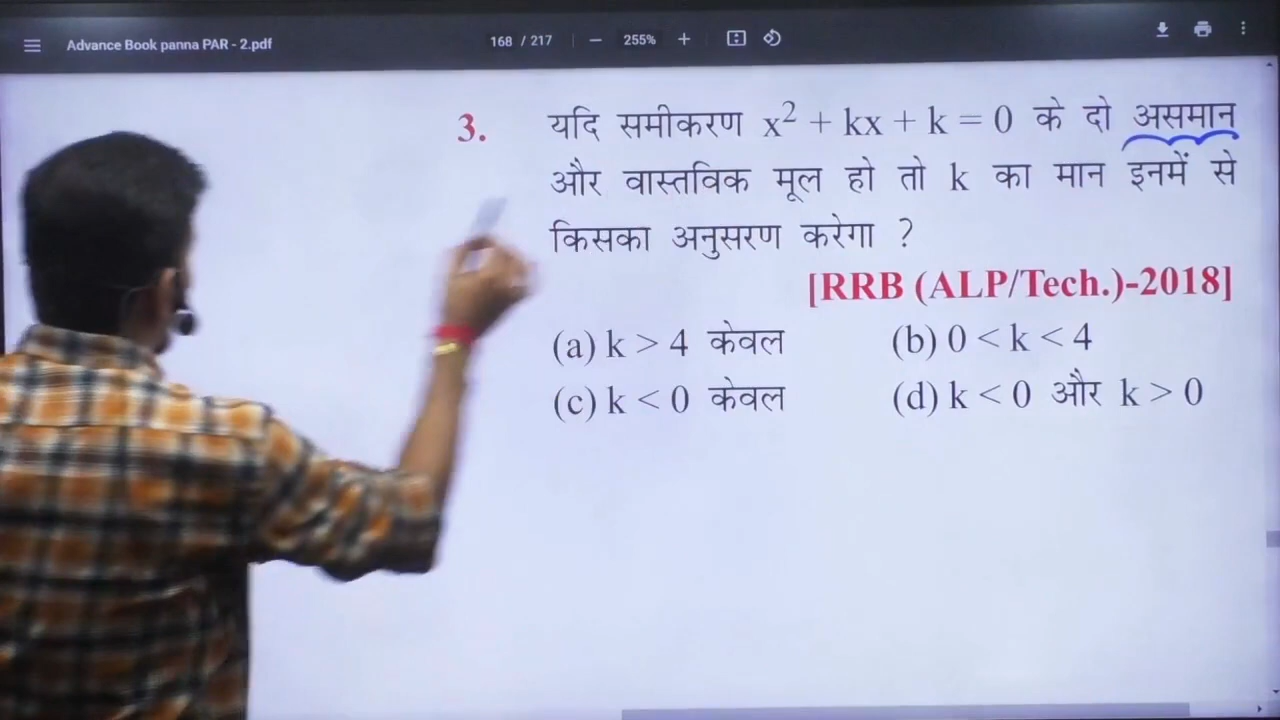 Advance Book panna PAR - 2.pdf
168 / 217 | − 255% +
3. यदि समीकरण x² + kx + k = 0 के दो असमान
और वास्तविक मूल हो तो k का मान इनमें से
किसका अनुसरण करेगा ?
[RRB (ALP/Tech.)-2018]
(a) k > 4 केवल (b) 0 < k < 4
(c) k < 0 केवल (d) k < 0 और k > 0